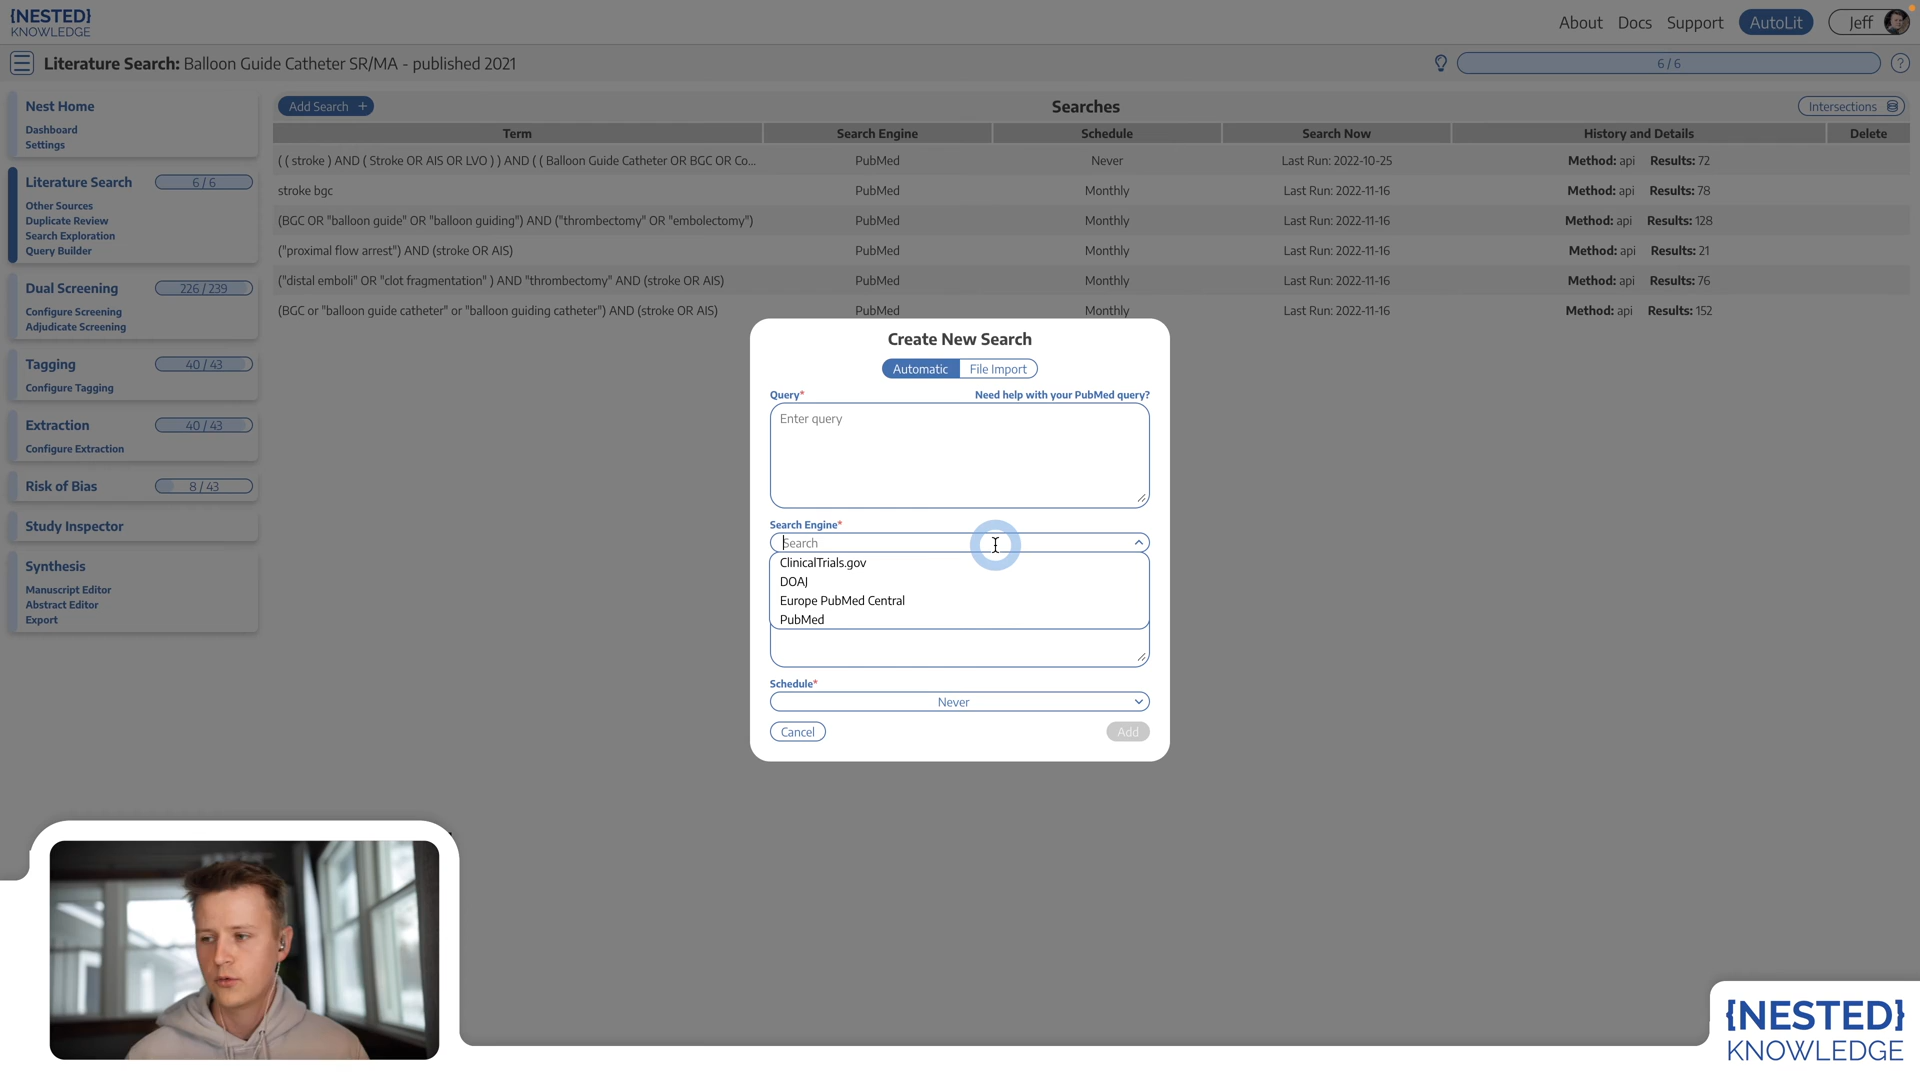 {NESTED}
KNOWLEDGE
About Docs Support AutoLit Jeff
Literature Search: Balloon Guide Catheter SR/MA - published 2021
6 / 6 ?
Nest Home
Dashboard
Settings
Literature Search 6 / 6
Other Sources
Duplicate Review
Search Exploration
Query Builder
Dual Screening 226 / 239
Configure Screening
Adjudicate Screening
Tagging 40 / 43
Configure Tagging
Extraction 40 / 43
Configure Extraction
Risk of Bias 8 / 43
Study Inspector
Synthesis
Manuscript Editor
Abstract Editor
Export
Add Search + Searches Intersections
Term Search Engine Schedule Search Now History and Details Delete
( ( stroke ) AND ( Stroke OR AIS OR LVO ) ) AND ( ( Balloon Guide Catheter OR BGC OR Co... PubMed Never Last Run: 2022-10-25 Method: api Results: 72
stroke bgc PubMed Monthly Last Run: 2022-11-16 Method: api Results: 78
(BGC OR "balloon guide" OR "balloon guiding") AND ("thrombectomy" OR "embolectomy") PubMed Monthly Last Run: 2022-11-16 Method: api Results: 128
("proximal flow arrest") AND (stroke OR AIS) PubMed Monthly Last Run: 2022-11-16 Method: api Results: 21
("distal emboli" OR "clot fragmentation" ) AND "thrombectomy" AND (stroke OR AIS) PubMed Monthly Last Run: 2022-11-16 Method: api Results: 76
(BGC or "balloon guide catheter" or "balloon guiding catheter") AND (stroke OR AIS) PubMed Monthly Last Run: 2022-11-16 Method: api Results: 152
Create New Search
Automatic File Import
Query* Need help with your PubMed query?
Enter query
Search Engine*
Search
ClinicalTrials.gov
DOAJ
Europe PubMed Central
PubMed
Schedule*
Never
Cancel Add
{NESTED}
KNOWLEDGE